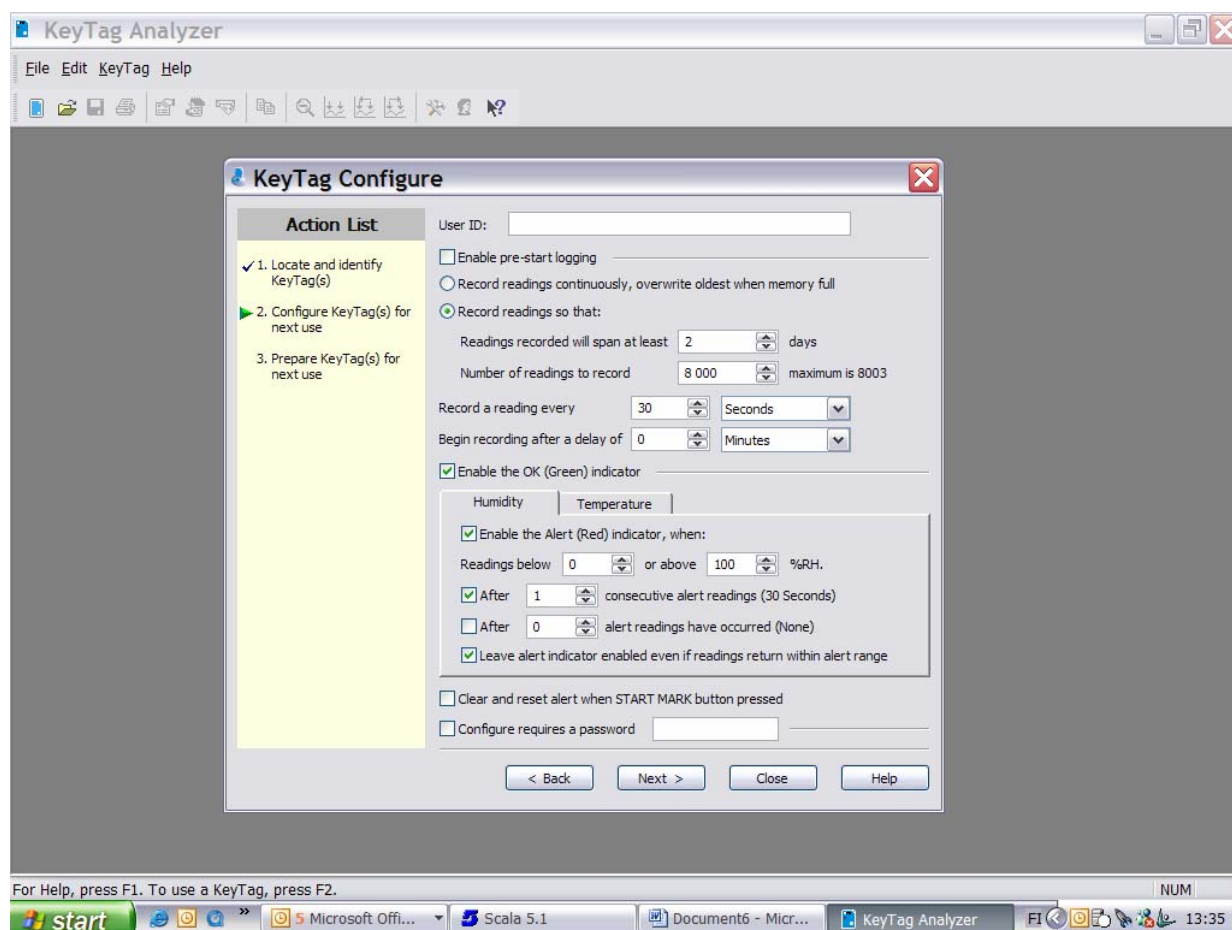 KeyTag Analyzer
File Edit KeyTag Help
KeyTag Configure
Action List
1. Locate and identify
KeyTag(s)
2. Configure KeyTag(s) for
next use
3. Prepare KeyTag(s) for
next use
User ID:
Enable pre-start logging
Record readings continuously, overwrite oldest when memory full
Record readings so that:
Readings recorded will span at least 2 days
Number of readings to record 8 000 maximum is 8003
Record a reading every 30 Seconds
Begin recording after a delay of 0 Minutes
Enable the OK (Green) indicator
Humidity Temperature
Enable the Alert (Red) indicator, when:
Readings below 0 or above 100 %RH.
After 1 consecutive alert readings (30 Seconds)
After 0 alert readings have occurred (None)
Leave alert indicator enabled even if readings return within alert range
Clear and reset alert when START MARK button pressed
Configure requires a password
< Back Next > Close Help
For Help, press F1. To use a KeyTag, press F2. NUM
start » 5 Microsoft Offi... Scala 5.1 Document6 - Micr... KeyTag Analyzer FI 13:35